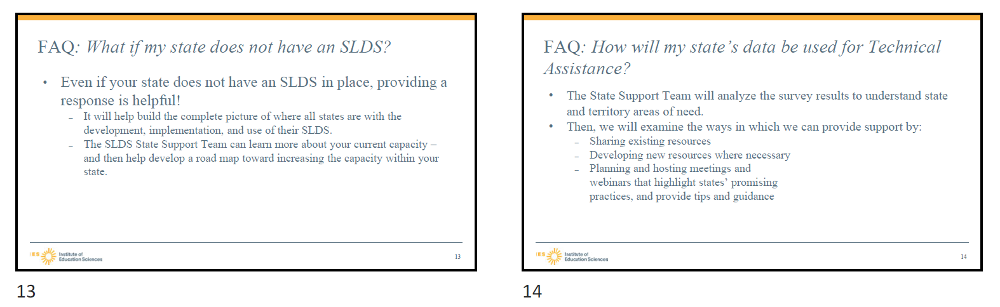 FAQ: What if my state does not have an SLDS?
• Even if your state does not have an SLDS in place, providing a
response is helpful!
– It will help build the complete picture of where all states are with the
development, implementation, and use of their SLDS.
– The SLDS State Support Team can learn more about your current capacity –
and then help develop a road map toward increasing the capacity within your
state.
IES Institute of
Education Sciences
13
13
FAQ: How will my state’s data be used for Technical
Assistance?
• The State Support Team will analyze the survey results to understand state
and territory areas of need.
• Then, we will examine the ways in which we can provide support by:
– Sharing existing resources
– Developing new resources where necessary
– Planning and hosting meetings and
webinars that highlight states’ promising
practices, and provide tips and guidance
IES Institute of
Education Sciences
14
14